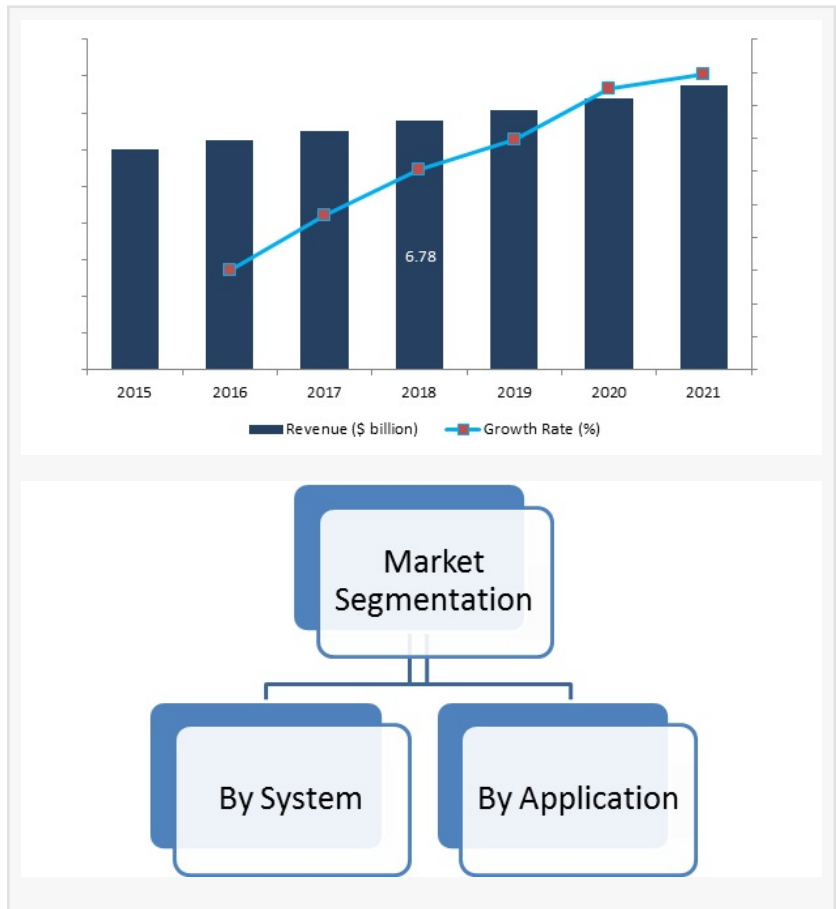 6.78
2015 2016 2017 2018 2019 2020 2021
Revenue ($ billion) Growth Rate (%)
Market
Segmentation
By System By Application